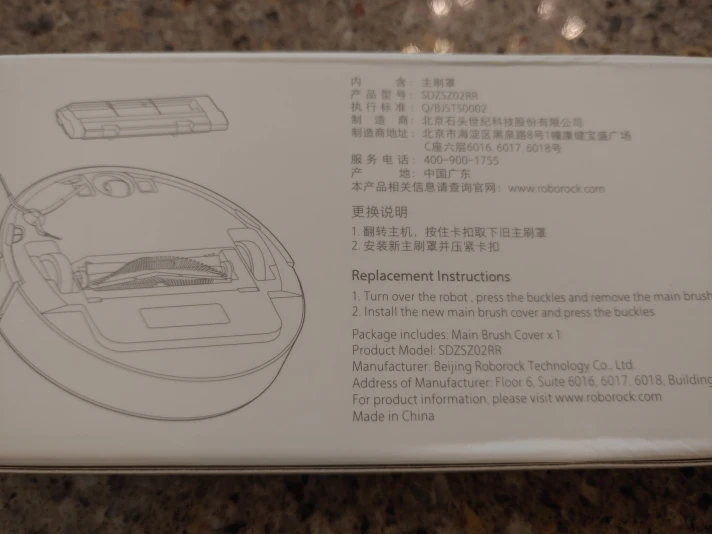 内 含：主刷罩
产品型号：SDZSZ02RR
执行标准：Q/BJSTS0002
制 造 商：北京石头世纪科技股份有限公司
制造商地址：北京市海淀区黑泉路8号1幢康健宝盛广场
C座六层6016, 6017, 6018号
服务电话：400-900-1755
产 地：中国广东
本产品相关信息请查询官网：www.roborock.com
更换说明
1. 翻转主机，按住卡扣取下旧主刷罩
2. 安装新主刷罩并压紧卡扣
Replacement Instructions
1. Turn over the robot , press the buckles and remove the main brush
2. Install the new main brush cover and press the buckles
Package includes: Main Brush Cover x 1
Product Model: SDZSZ02RR
Manufacturer: Beijing Roborock Technology Co., Ltd.
Address of Manufacturer: Floor 6, Suite 6016, 6017, 6018, Building
For product information, please visit www.roborock.com
Made in China